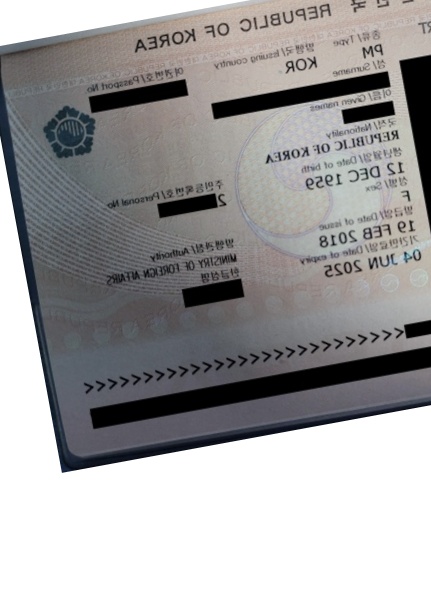 REPUBLIC OF KOREA
종류/Type
PM
발행국/Issuing country
KOR
여권번호/Passport No
성/Surname
이름/Given names
국적/Nationality
REPUBLIC OF KOREA
생년월일/Date of birth
12 DEC 1959
주민등록번호/Personal No
2
성별/Sex
F
발급일/Date of issue
19 FEB 2018
발행관청/Authority
MINISTRY OF FOREIGN AFFAIRS
기간만료일/Date of expiry
04 JUN 2025
한글성명
<<<<<<<<<<<<<<<<<<<<<<<<<<<